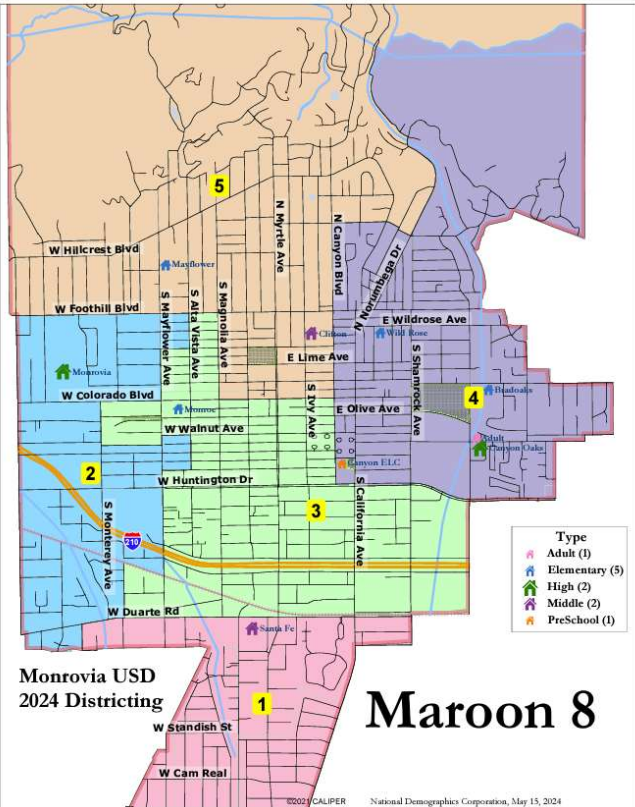 5
N Myrtle Ave
N Canyon Blvd
N Norumbega Dr
W Hillcrest Blvd
Mayflower
W Foothill Blvd
S Mayflower Ave
S Alta Vista Ave
S Magnolia Ave
E Wildrose Ave
Clifton
Wild Rose
E Lime Ave
Monrovia
S Shamrock Ave
W Colorado Blvd
S Ivy Ave
Bradoaks
4
Monroe
E Olive Ave
W Walnut Ave
Adult
Canyon Oaks
2
Canyon ELC
W Huntington Dr
S Monterey Ave
3
S California Ave
210
Type
Adult (1)
Elementary (5)
High (2)
Middle (2)
PreSchool (1)
W Duarte Rd
Santa Fe
Monrovia USD
2024 Districting
1
Maroon 8
W Standish St
W Cam Real
©2021 CALIPER
National Demographics Corporation, May 15, 2024